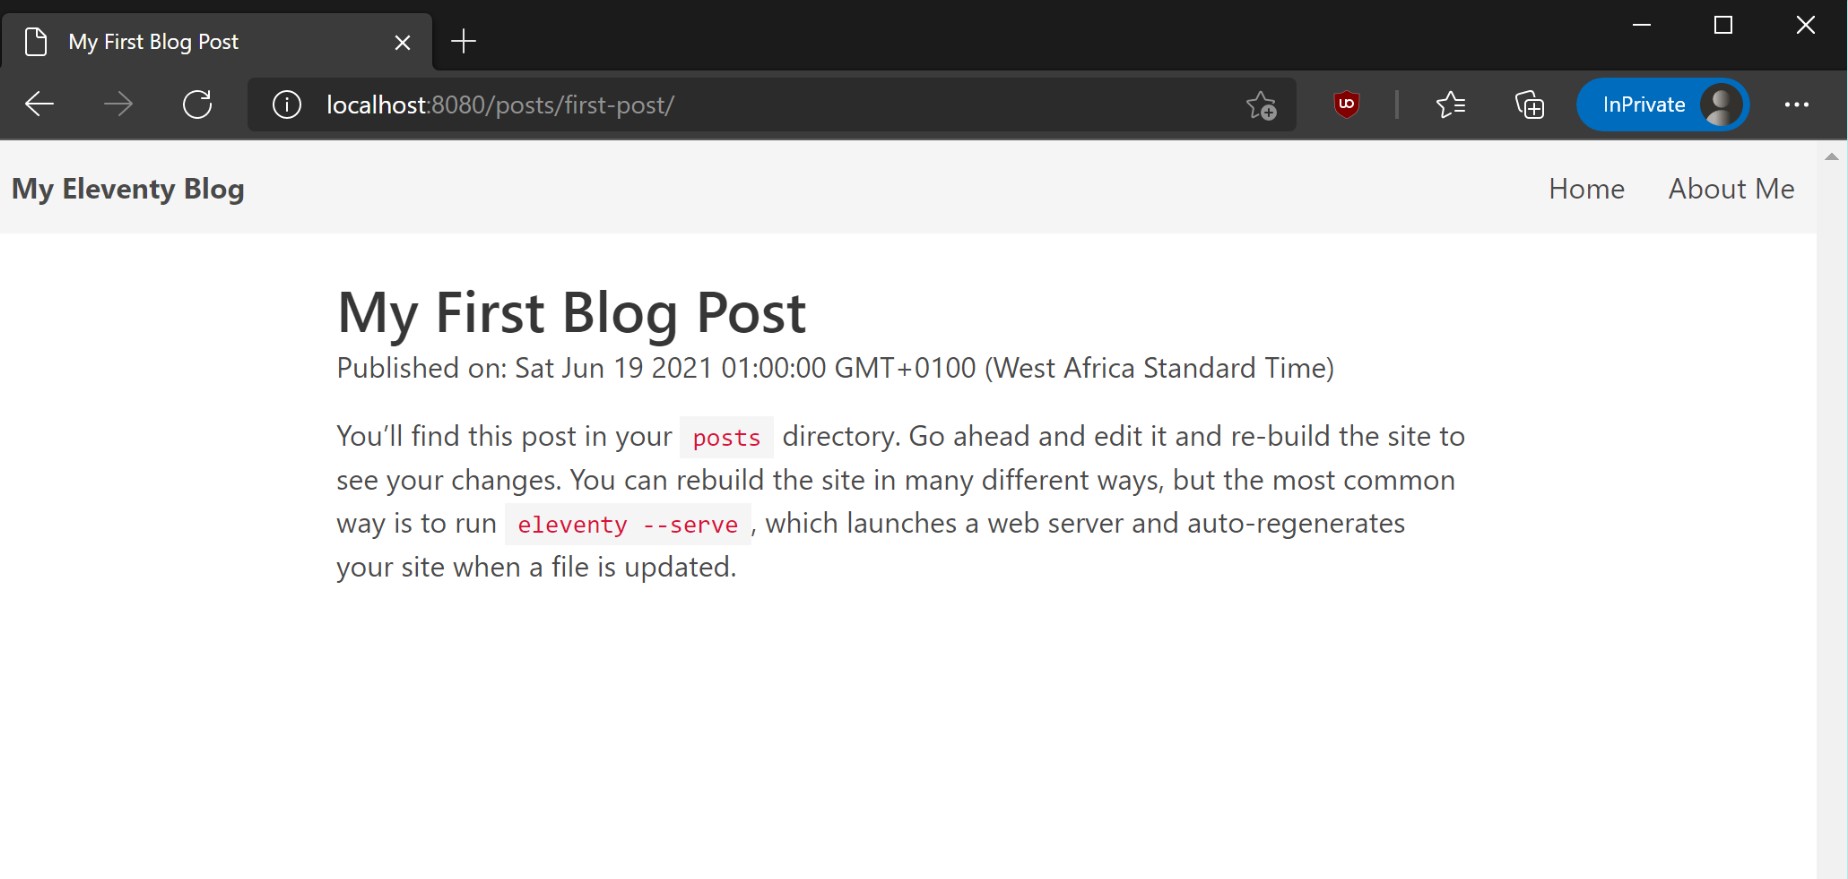 My First Blog Post
localhost:8080/posts/first-post/
InPrivate
My Eleventy Blog
Home
About Me
My First Blog Post
Published on: Sat Jun 19 2021 01:00:00 GMT+0100 (West Africa Standard Time)
You’ll find this post in your posts directory. Go ahead and edit it and re-build the site to
see your changes. You can rebuild the site in many different ways, but the most common
way is to run eleventy --serve, which launches a web server and auto-regenerates
your site when a file is updated.